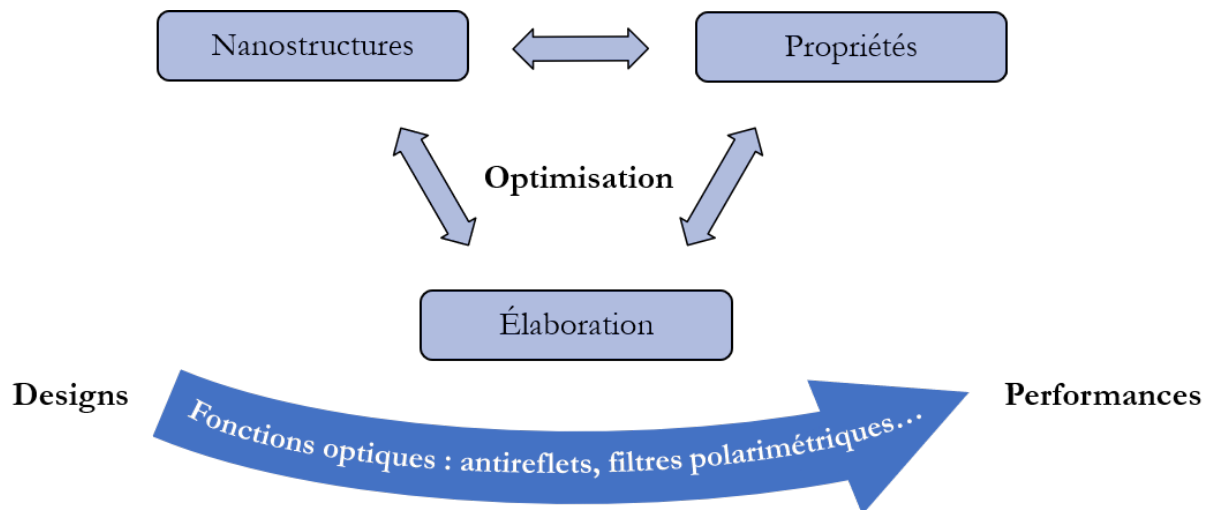 Nanostructures
Propriétés
Optimisation
Élaboration
Designs
Performances
Fonctions optiques : antireflets, filtres polarimétriques…